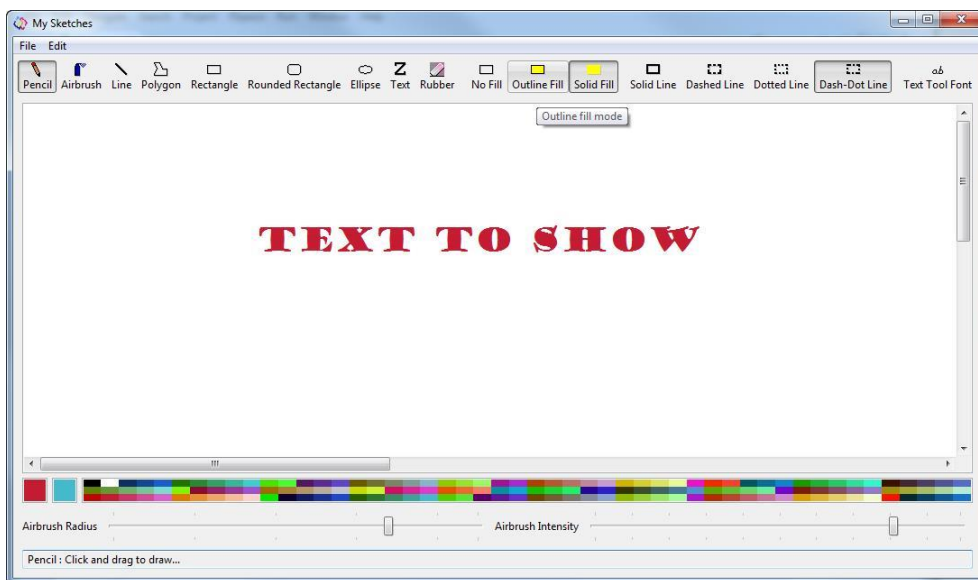 My Sketches
File Edit
Pencil Airbrush Line Polygon Rectangle Rounded Rectangle Ellipse Text Rubber No Fill Outline Fill Solid Fill Solid Line Dashed Line Dotted Line Dash-Dot Line Text Tool Font
Outline fill mode
TEXT TO SHOW
Airbrush Radius Airbrush Intensity
Pencil : Click and drag to draw...